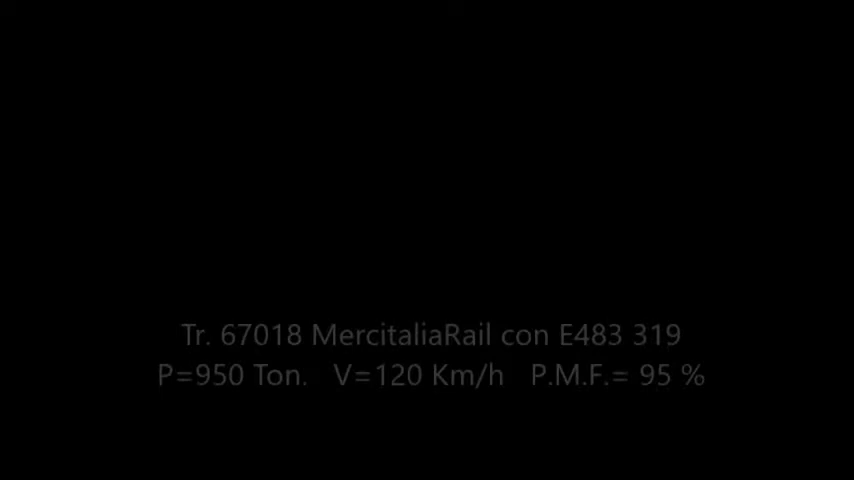 Tr. 67018 MercitaliaRail con E483 319
P=950 Ton. V=120 Km/h P.M.F.= 95 %